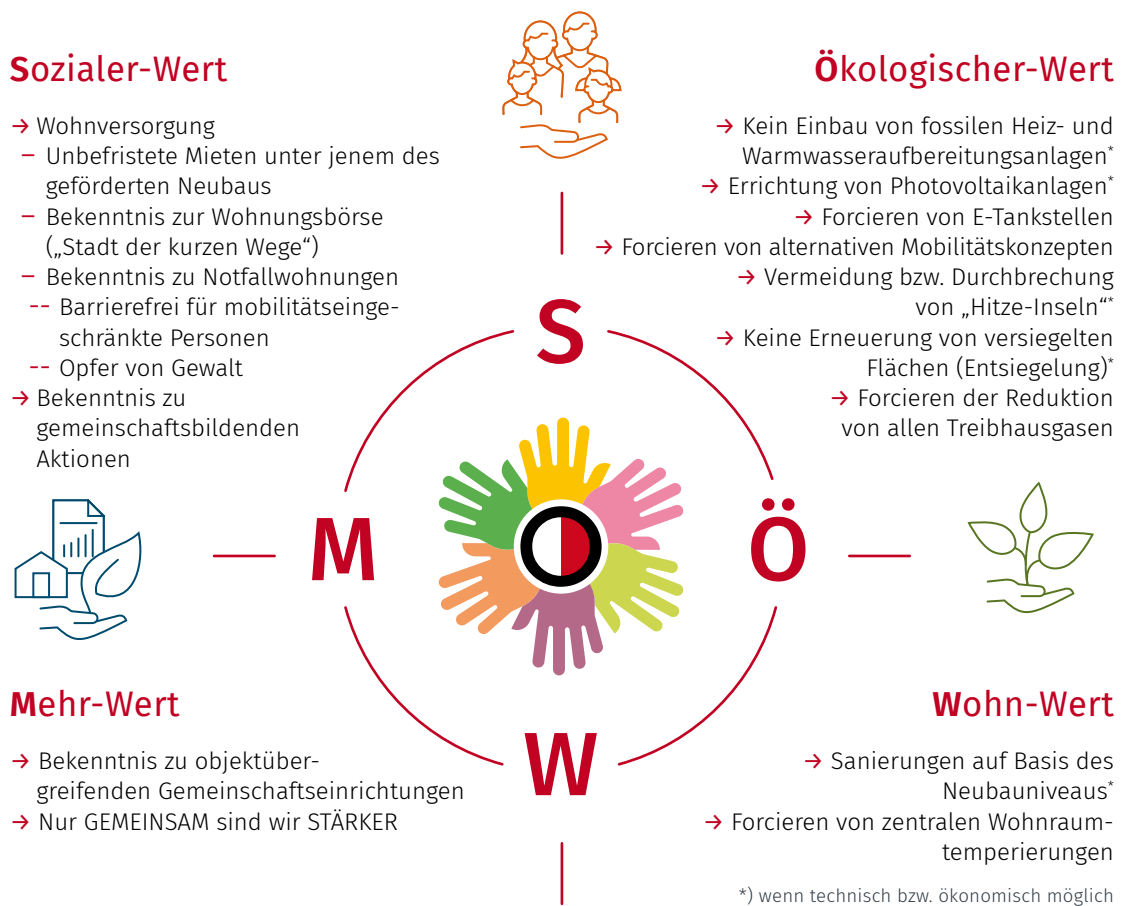 Sozialer-Wert
→ Wohnversorgung
– Unbefristete Mieten unter jenem des
geförderten Neubaus
– Bekenntnis zur Wohnungsbörse
(„Stadt der kurzen Wege“)
– Bekenntnis zu Notfallwohnungen
-- Barrierefrei für mobilitätseinge-
schränkte Personen
-- Opfer von Gewalt
→ Bekenntnis zu
gemeinschaftsbildenden
Aktionen
Ökologischer-Wert
→ Kein Einbau von fossilen Heiz- und
Warmwasseraufbereitungsanlagen*
→ Errichtung von Photovoltaikanlagen*
→ Forcieren von E-Tankstellen
→ Forcieren von alternativen Mobilitätskonzepten
→ Vermeidung bzw. Durchbrechung
von „Hitze-Inseln“*
→ Keine Erneuerung von versiegelten
Flächen (Entsiegelung)*
→ Forcieren der Reduktion
von allen Treibhausgasen
S
M
Ö
W
Mehr-Wert
→ Bekenntnis zu objektüber-
greifenden Gemeinschaftseinrichtungen
→ Nur GEMEINSAM sind wir STÄRKER
Wohn-Wert
→ Sanierungen auf Basis des
Neubauniveaus*
→ Forcieren von zentralen Wohnraum-
temperierungen
*) wenn technisch bzw. ökonomisch möglich